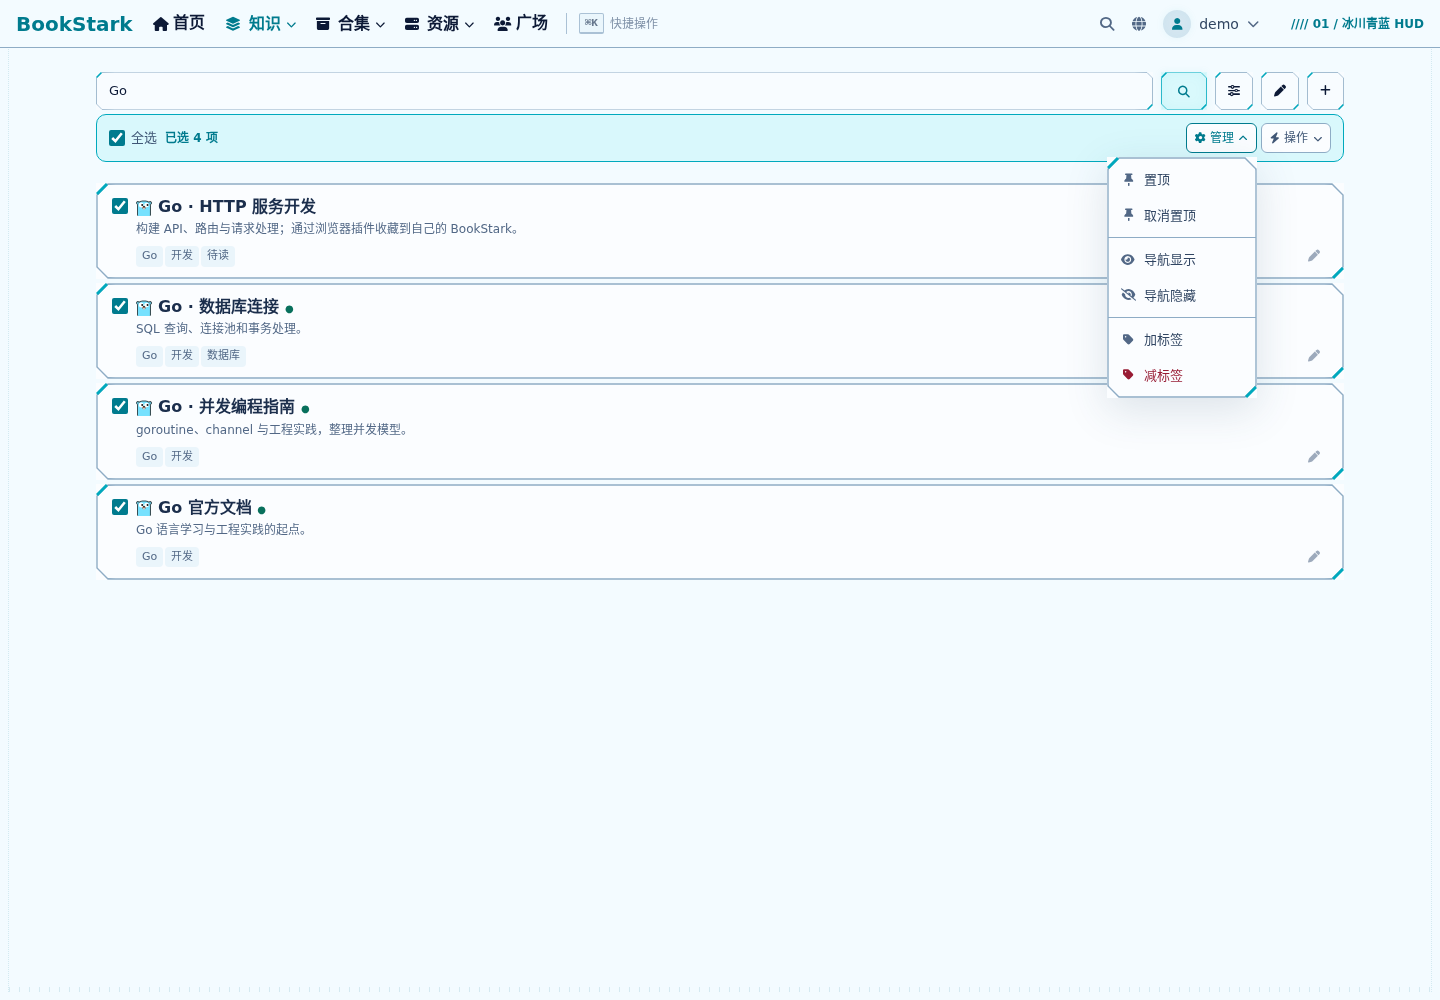 BookStark 首页 知识 合集 资源 广场 ⌘K 快捷操作 demo //// 01 / 冰川青蓝 HUD
Go
全选 已选 4 项 管理 操作
置顶
取消置顶
导航显示
导航隐藏
加标签
减标签
Go · HTTP 服务开发
构建 API、路由与请求处理；通过浏览器插件收藏到自己的 BookStark。
Go 开发 待读
Go · 数据库连接
SQL 查询、连接池和事务处理。
Go 开发 数据库
Go · 并发编程指南
goroutine、channel 与工程实践，整理并发模型。
Go 开发
Go 官方文档
Go 语言学习与工程实践的起点。
Go 开发